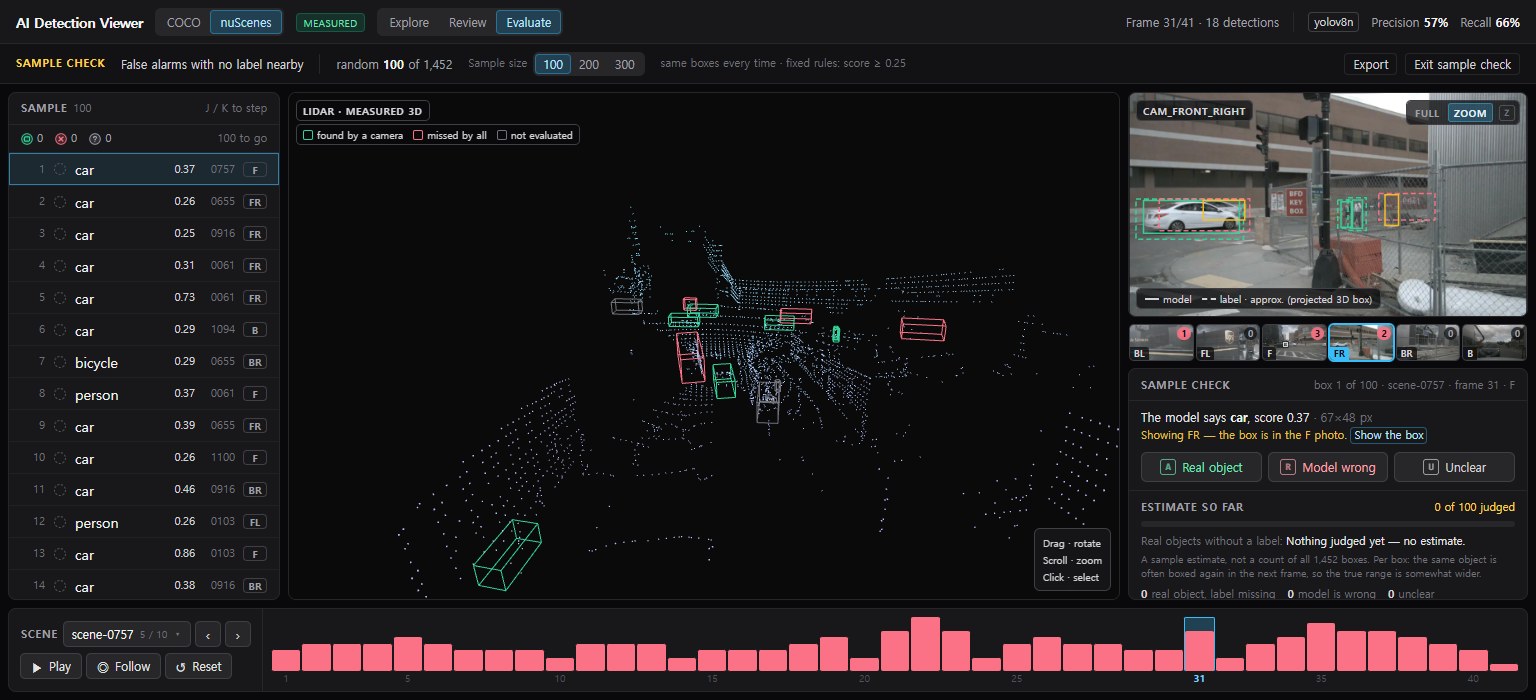 AI Detection Viewer COCO nuScenes MEASURED Explore Review Evaluate Frame 31/41 · 18 detections yolov8n Precision 57% Recall 66%
SAMPLE CHECK False alarms with no label nearby random 100 of 1,452 Sample size 100 200 300 same boxes every time · fixed rules: score ≥ 0.25 Export Exit sample check
SAMPLE 100 J / K to step
0 0 ? 0 100 to go
1 car 0.37 0757 F
2 car 0.26 0655 FR
3 car 0.25 0916 FR
4 car 0.31 0061 FR
5 car 0.73 0061 FR
6 car 0.29 1094 B
7 bicycle 0.29 0655 BR
8 person 0.37 0061 F
9 car 0.39 0655 FR
10 car 0.26 1100 F
11 car 0.46 0916 BR
12 person 0.26 0103 FL
13 car 0.86 0103 F
14 car 0.38 0916 BR
LIDAR · MEASURED 3D
found by a camera missed by all not evaluated
Drag · rotate
Scroll · zoom
Click · select
CAM_FRONT_RIGHT FULL ZOOM Z
BFD
KEY
BOX
model label · approx. (projected 3D box)
BL 1 FL 0 F 3 FR 2 BR 0 B 0
SAMPLE CHECK box 1 of 100 · scene-0757 · frame 31 · F
The model says car, score 0.37 · 67×48 px
Showing FR — the box is in the F photo. Show the box
A Real object R Model wrong U Unclear
ESTIMATE SO FAR 0 of 100 judged
Real objects without a label: Nothing judged yet — no estimate.
A sample estimate, not a count of all 1,452 boxes. Per box: the same object is
often boxed again in the next frame, so the true range is somewhat wider.
0 real object, label missing 0 model is wrong 0 unclear
SCENE scene-0757 5 / 10 ‹ ›
Play Follow Reset
1 5 10 15 20 25 31 35 40